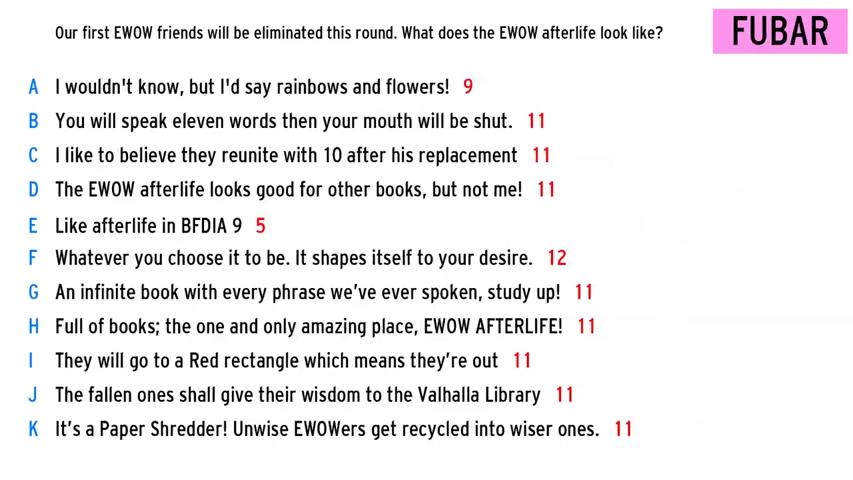 Our first EWOW friends will be eliminated this round. What does the EWOW afterlife look like?
FUBAR
A I wouldn't know, but I'd say rainbows and flowers! 9
B You will speak eleven words then your mouth will be shut. 11
C I like to believe they reunite with 10 after his replacement 11
D The EWOW afterlife looks good for other books, but not me! 11
E Like afterlife in BFDIA 9 5
F Whatever you choose it to be. It shapes itself to your desire. 12
G An infinite book with every phrase we've ever spoken, study up! 11
H Full of books; the one and only amazing place, EWOW AFTERLIFE! 11
I They will go to a Red rectangle which means they're out 11
J The fallen ones shall give their wisdom to the Valhalla Library 11
K It's a Paper Shredder! Unwise EWOWers get recycled into wiser ones. 11